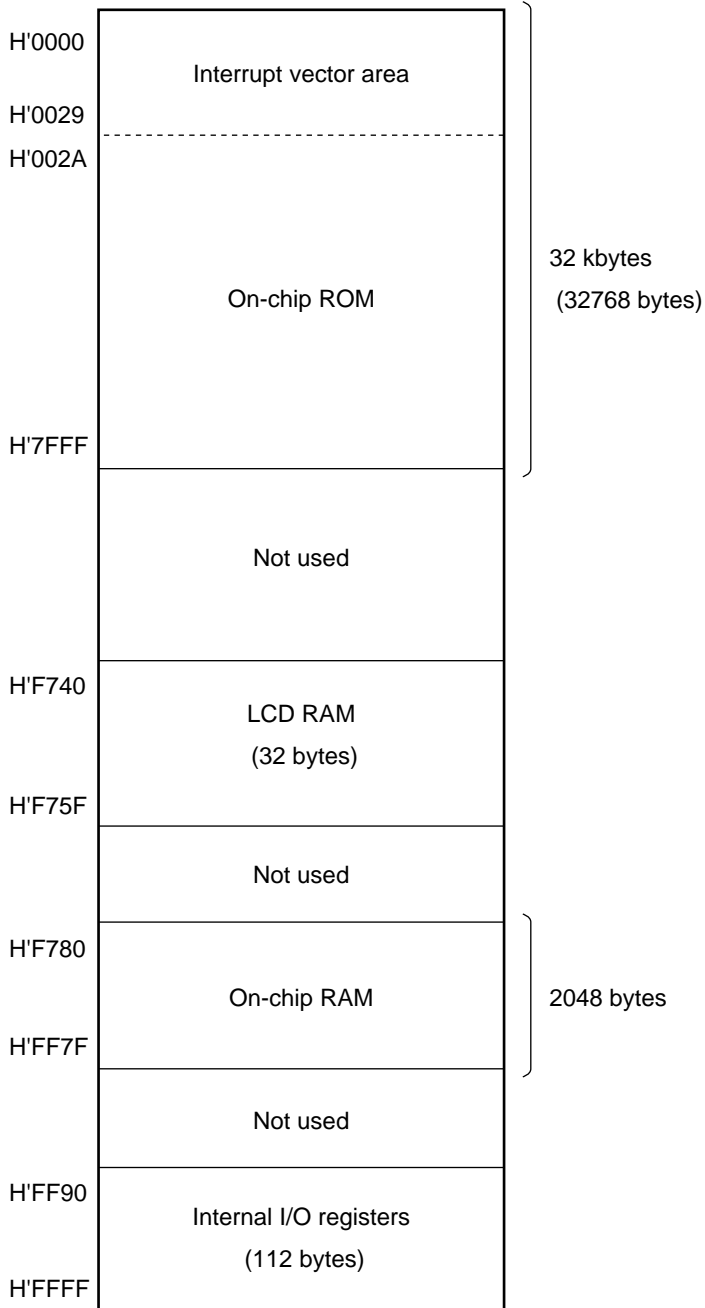 H'0000
Interrupt vector area
H'0029
H'002A
32 kbytes
(32768 bytes)
On-chip ROM
H'7FFF
Not used
H'F740
LCD RAM
(32 bytes)
H'F75F
Not used
H'F780
On-chip RAM
2048 bytes
H'FF7F
Not used
H'FF90
Internal I/O registers
(112 bytes)
H'FFFF